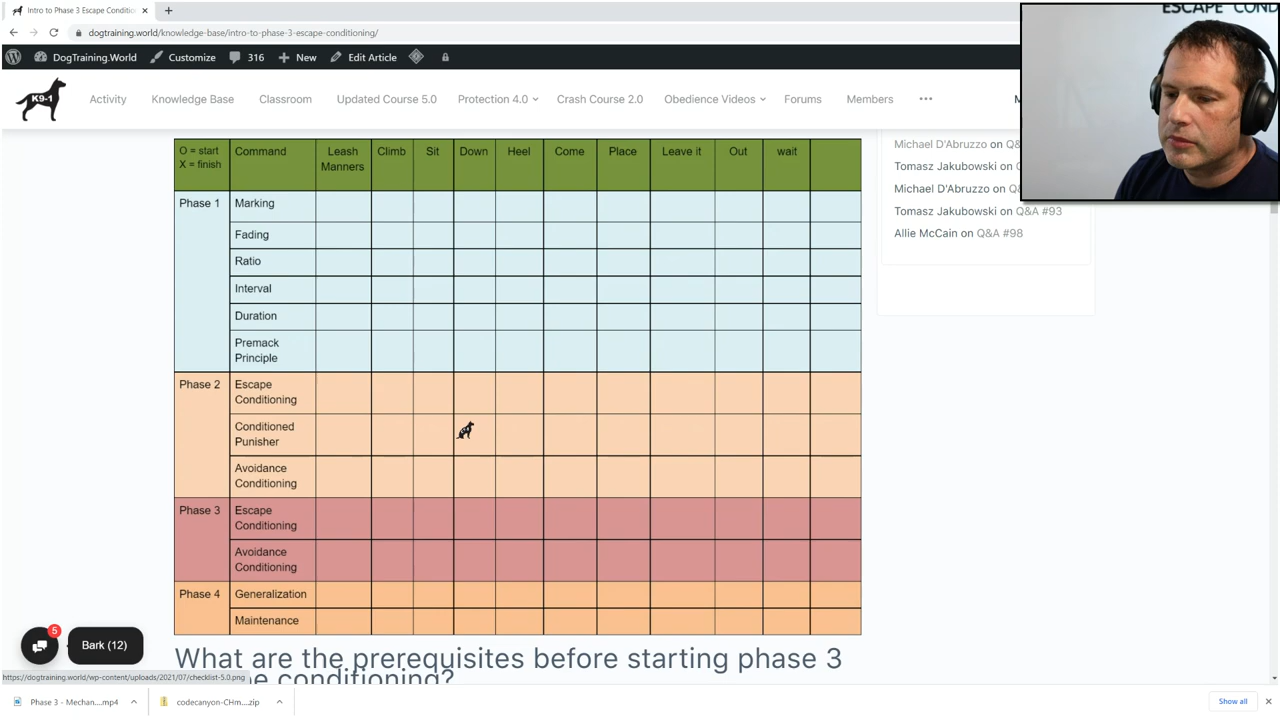 ESCAPE COND
Intro to Phase 3 Escape Conditio
dogtraining.world/knowledge-base/intro-to-phase-3-escape-conditioning/
DogTraining.World Customize 316 New Edit Article
K9-1 Activity Knowledge Base Classroom Updated Course 5.0 Protection 4.0 Crash Course 2.0 Obedience Videos Forums Members ••• M
O = start
X = finish
Command Leash Manners Climb Sit Down Heel Come Place Leave it Out wait
Phase 1 Marking
Fading
Ratio
Interval
Duration
Premack
Principle
Phase 2 Escape
Conditioning
Conditioned
Punisher
Avoidance
Conditioning
Phase 3 Escape
Conditioning
Avoidance
Conditioning
Phase 4 Generalization
Maintenance
Michael D'Abruzzo on Q&
Tomasz Jakubowski on
Michael D'Abruzzo on Q&
Tomasz Jakubowski on Q&A #93
Allie McCain on Q&A #98
What are the prerequisites before starting phase 3
conditioning?
5
Bark (12)
https://dogtraining.world/wp-content/uploads/2021/07/checklist-5.0.png
Phase 3 - Mechan....mp4 codecanyon-CHm....zip Show all